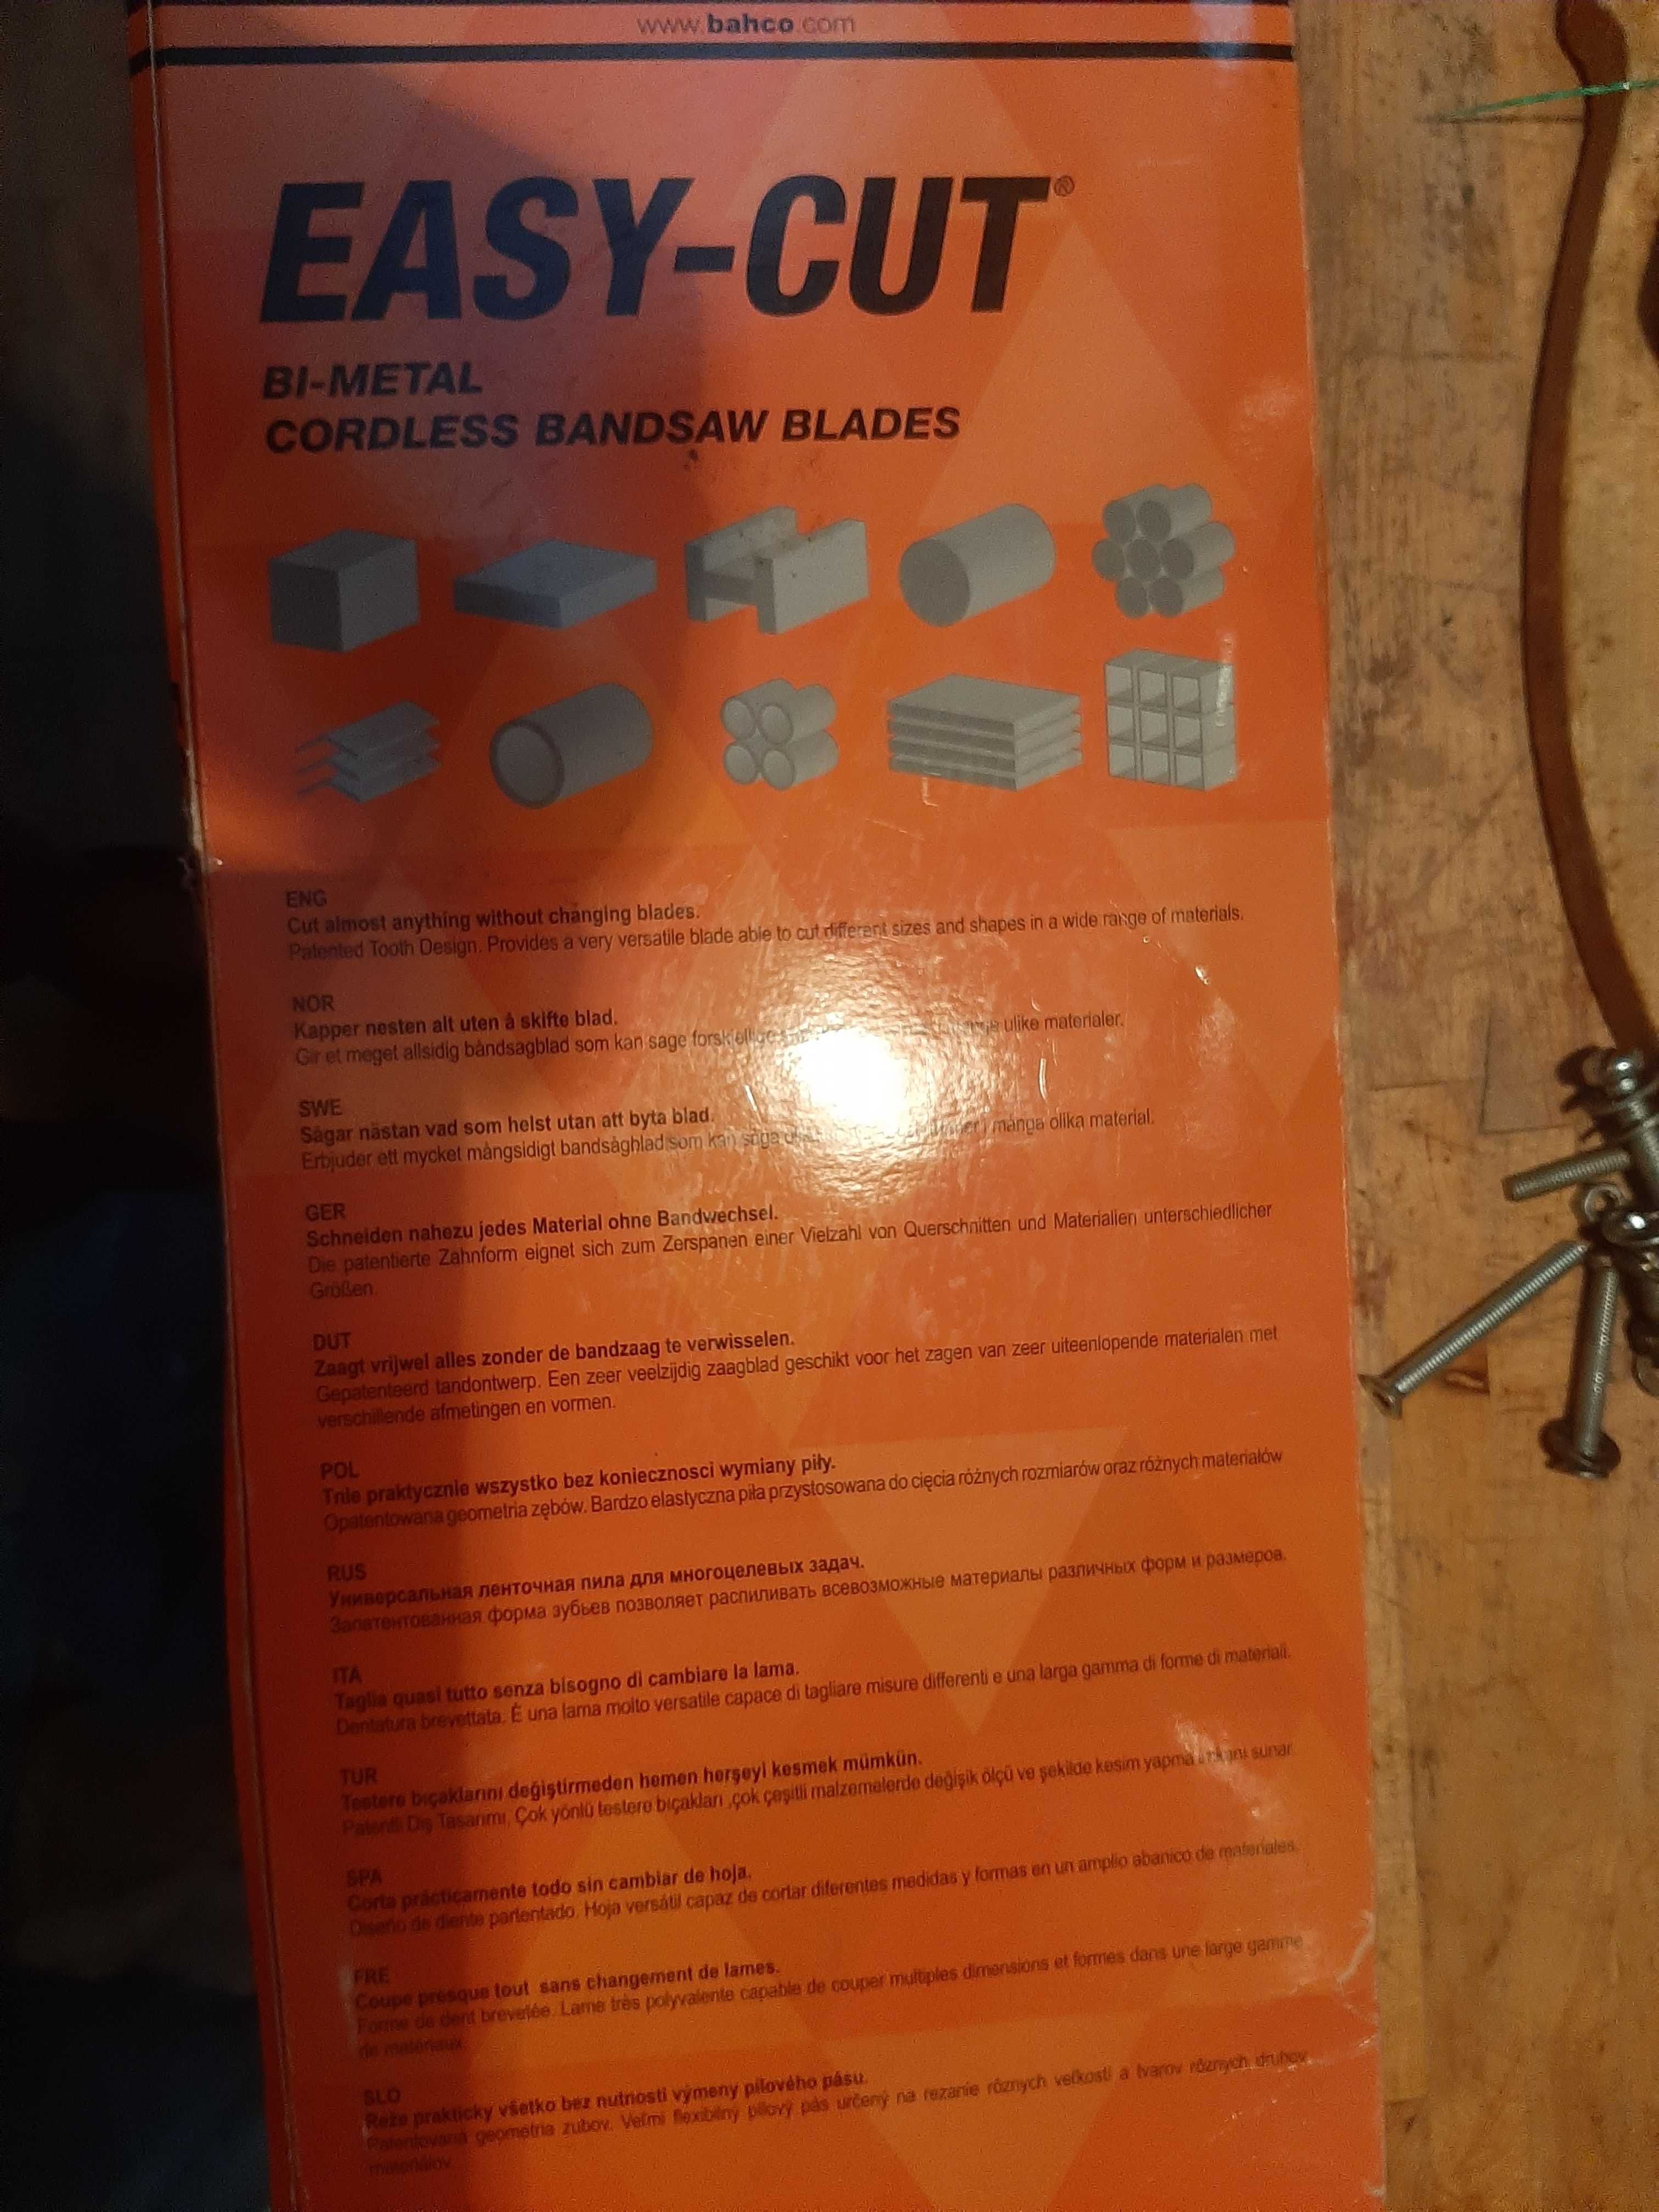 www.bahco.com
EASY-CUT®
BI-METAL
CORDLESS BANDSAW BLADES
ENG
Cut almost anything without changing blades.
Patented Tooth Design. Provides a very versatile blade able to cut different sizes and shapes in a wide range of materials.
NOR
Kapper nesten alt uten å skifte blad.
Gir et meget allsidig båndsagblad som kan sage forskjellige ulike materialer.
SWE
Sågar nästan vad som helst utan att byta blad.
Erbjuder ett mycket mångsidigt bandsågblad som kan såga i många olika material.
GER
Schneiden nahezu jedes Material ohne Bandwechsel.
Die patentierte Zahnform eignet sich zum Zerspanen einer Vielzahl von Querschnitten und Materialien unterschiedlicher
Größen.
DUT
Zaagt vrijwel alles zonder de bandzaag te verwisselen.
Gepatenteerd tandontwerp. Een zeer veelzijdig zaagblad geschikt voor het zagen van zeer uiteenlopende materialen met
verschillende afmetingen en vormen.
POL
Tnie praktycznie wszystko bez koniecznosci wymiany piły.
Opatentowana geometria zębów. Bardzo elastyczna piła przystosowana do cięcia różnych rozmiarów oraz różnych materiałów
RUS
Универсальная ленточная пила для многоцелевых задач.
Запатентованная форма зубьев позволяет распиливать всевозможные материалы различных форм и размеров.
ITA
Taglia quasi tutto senza bisogno di cambiare la lama.
Dentatura brevettata. È una lama molto versatile capace di tagliare misure differenti e una larga gamma di forme di materiali.
TUR
Testere bıçaklarını değiştirmeden hemen herşeyi kesmek mümkün.
Patentli Diş Tasarımı, Çok yönlü testere bıçakları ,çok çeşitli malzemelerde değişik ölçü ve şekilde kesim yapma imkanı sunar
SPA
Corta prácticamente todo sin cambiar de hoja.
Diseño de diente partentado. Hoja versátil capaz de cortar diferentes medidas y formas en un amplio abanico de materiales.
FRE
Coupe presque tout sans changement de lames.
Forme de dent brevetée. Lame très polyvalente capable de couper multiples dimensions et formes dans une large gamme
de matériaux.
SLO
Reže prakticky všetko bez nutnosti výmeny pílového pásu.
Patentovaná geometria zubov. Veľmi flexibilný pílový pás určený na rezanie rôznych veľkostí a tvarov rôznych druhov
materiálov.